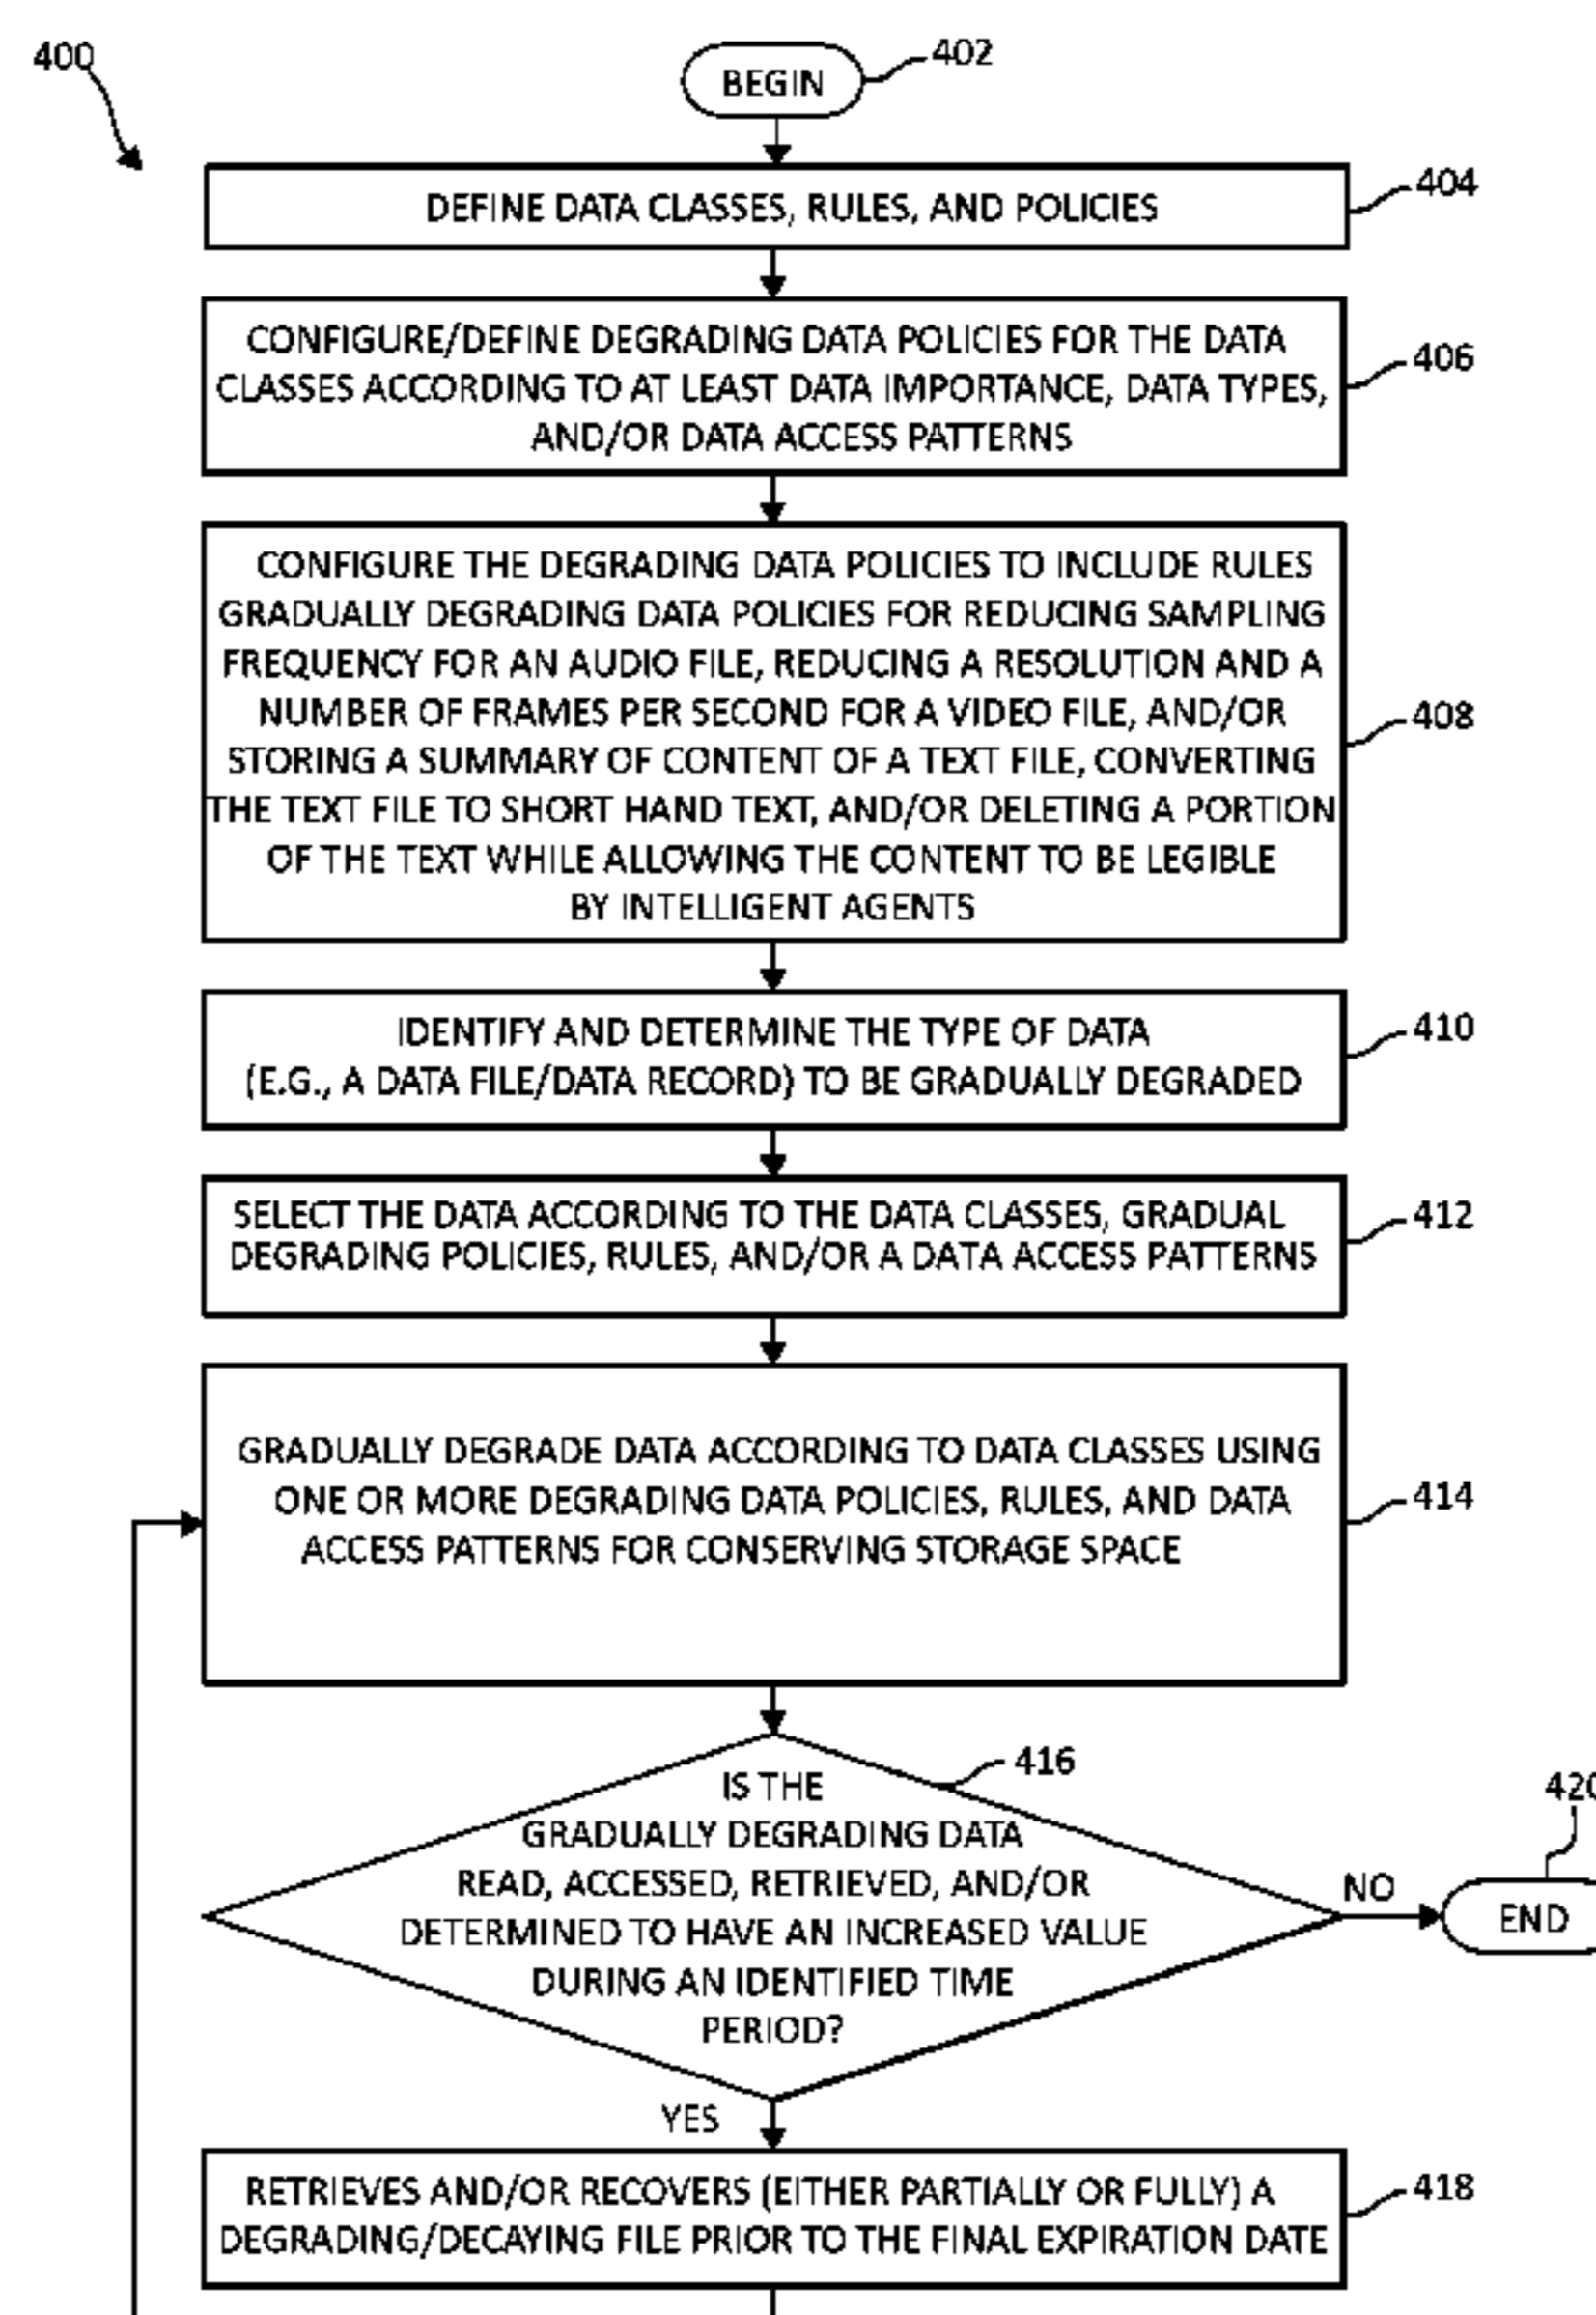 400
BEGIN
402
DEFINE DATA CLASSES, RULES, AND POLICIES
404
CONFIGURE/DEFINE DEGRADING DATA POLICIES FOR THE DATA
CLASSES ACCORDING TO AT LEAST DATA IMPORTANCE, DATA TYPES,
AND/OR DATA ACCESS PATTERNS
406
CONFIGURE THE DEGRADING DATA POLICIES TO INCLUDE RULES
GRADUALLY DEGRADING DATA POLICIES FOR REDUCING SAMPLING
FREQUENCY FOR AN AUDIO FILE, REDUCING A RESOLUTION AND A
NUMBER OF FRAMES PER SECOND FOR A VIDEO FILE, AND/OR
STORING A SUMMARY OF CONTENT OF A TEXT FILE, CONVERTING
THE TEXT FILE TO SHORT HAND TEXT, AND/OR DELETING A PORTION
OF THE TEXT WHILE ALLOWING THE CONTENT TO BE LEGIBLE
BY INTELLIGENT AGENTS
408
IDENTIFY AND DETERMINE THE TYPE OF DATA
(E.G., A DATA FILE/DATA RECORD) TO BE GRADUALLY DEGRADED
410
SELECT THE DATA ACCORDING TO THE DATA CLASSES, GRADUAL
DEGRADING POLICIES, RULES, AND/OR A DATA ACCESS PATTERNS
412
GRADUALLY DEGRADE DATA ACCORDING TO DATA CLASSES USING
ONE OR MORE DEGRADING DATA POLICIES, RULES, AND DATA
ACCESS PATTERNS FOR CONSERVING STORAGE SPACE
414
IS THE
GRADUALLY DEGRADING DATA
READ, ACCESSED, RETRIEVED, AND/OR
DETERMINED TO HAVE AN INCREASED VALUE
DURING AN IDENTIFIED TIME
PERIOD?
416
NO
420
END
YES
RETRIEVES AND/OR RECOVERS (EITHER PARTIALLY OR FULLY) A
DEGRADING/DECAYING FILE PRIOR TO THE FINAL EXPIRATION DATE
418